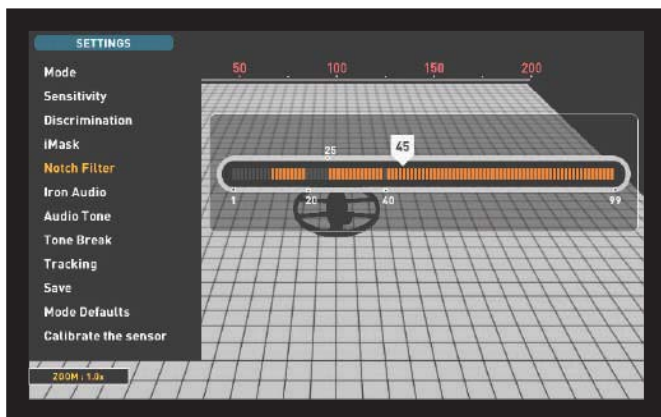 SETTINGS
Mode
Sensitivity
Discrimination
iMask
Notch Filter
Iron Audio
Audio Tone
Tone Break
Tracking
Save
Mode Defaults
Calibrate the sensor
ZOOM : 1.0x
50 100 150 200
25 45
1 20 40 99